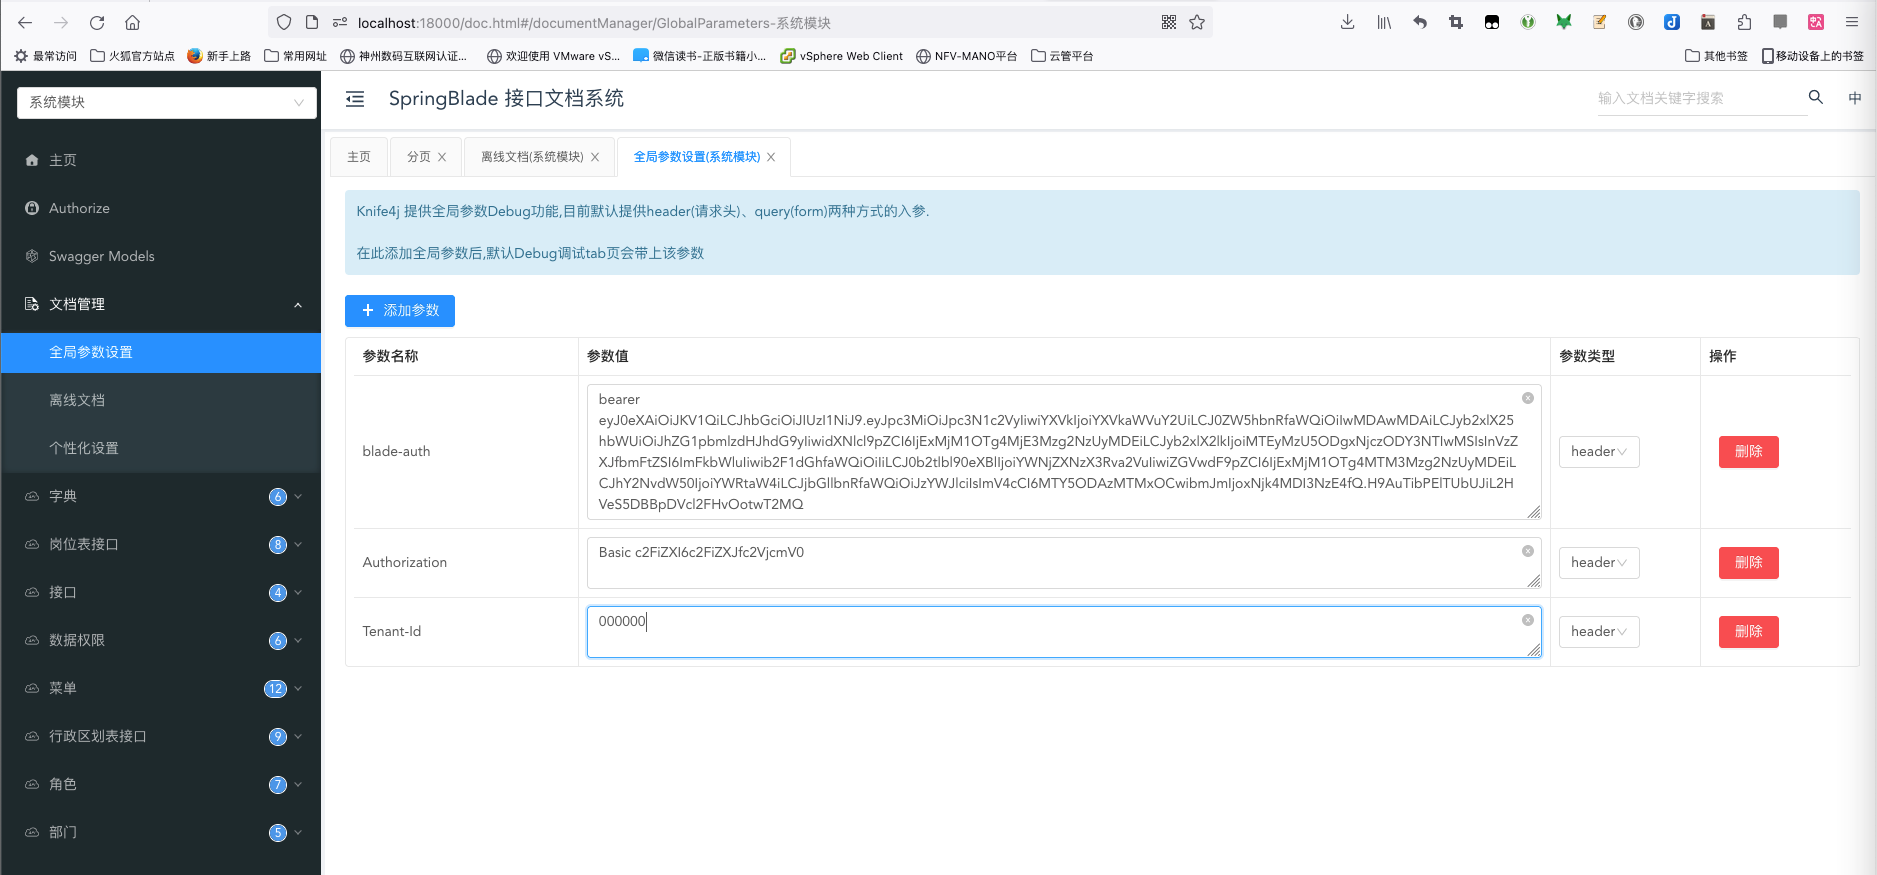 localhost:18000/doc.html#/documentManager/GlobalParameters-系统模块
最常访问 火狐官方站点 新手上路 常用网址 神州数码互联网认证... 欢迎使用 VMware vS... 微信读书-正版书籍小... vSphere Web Client NFV-MANO平台 云管平台 其他书签 移动设备上的书签
系统模块
SpringBlade 接口文档系统
输入文档关键字搜索
中
主页
Authorize
Swagger Models
文档管理
全局参数设置
离线文档
个性化设置
字典 6
岗位表接口 8
接口 4
数据权限 6
菜单 12
行政区划表接口 9
角色 7
部门 5
主页 分页 离线文档(系统模块) 全局参数设置(系统模块)
Knife4j 提供全局参数Debug功能,目前默认提供header(请求头)、query(form)两种方式的入参.
在此添加全局参数后,默认Debug调试tab页会带上该参数
添加参数
参数名称 参数值 参数类型 操作
blade-auth
bearer
header 删除
Authorization Basic c2FiZXI6c2FiZXJfc2VjcmV0 header 删除
Tenant-Id 000000 header 删除